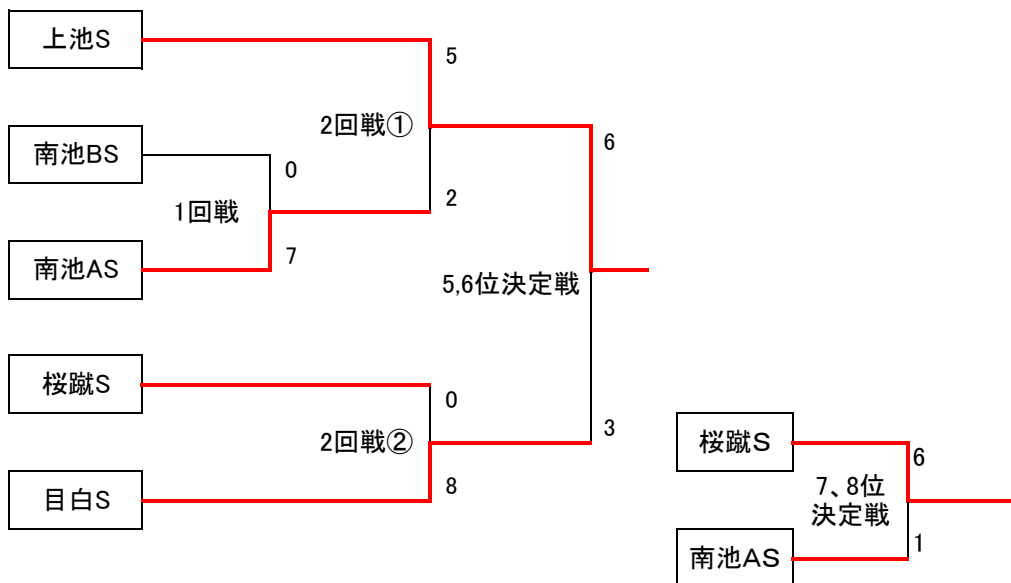 上池S
5
2回戦①
6
南池BS
0
1回戦
2
南池AS
7
5,6位決定戦
桜蹴S
0
2回戦②
3
目白S
8
桜蹴S
6
7、8位
決定戦
南池AS
1